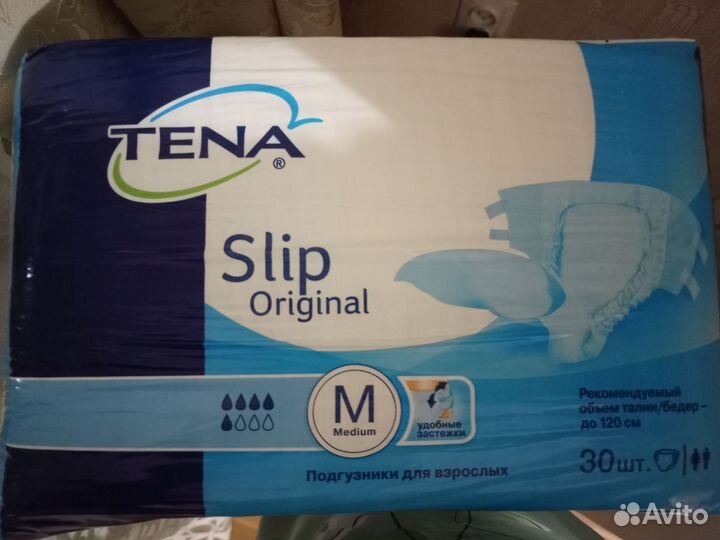 TENA®
Slip
Original
M
Medium
удобные
застежки
Рекомендуемый
объем талии/бедер -
до 120 см
Подгузники для взрослых
30шт.
Avito